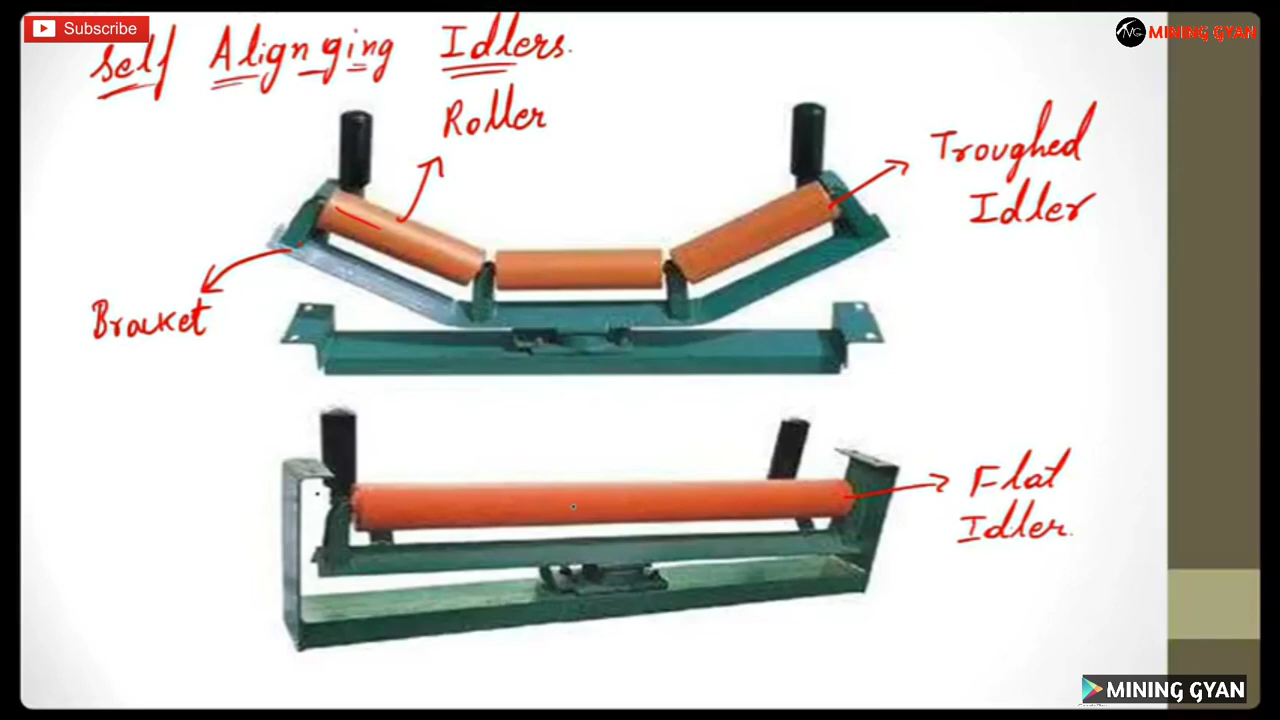 Subscribe
MINING GYAN
Self Aligning Idlers.
Roller
Troughed
Idler
Bracket
Flat
Idler.
MINING GYAN